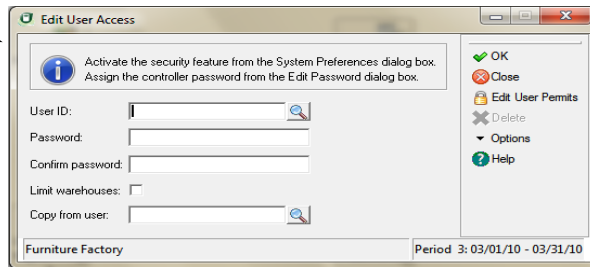 Edit User Access
Activate the security feature from the System Preferences dialog box.
Assign the controller password from the Edit Password dialog box.
User ID:
Password:
Confirm password:
Limit warehouses:
Copy from user:
OK
Close
Edit User Permits
Delete
Options
Help
Furniture Factory
Period 3: 03/01/10 - 03/31/10